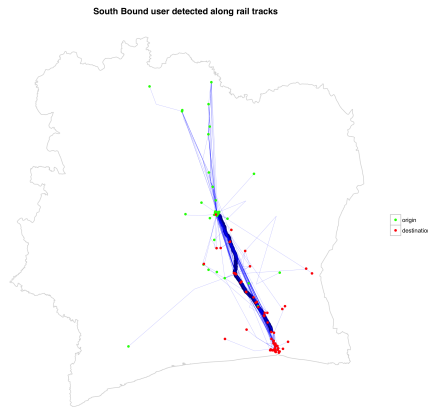 South Bound user detected along rail tracks
origin
destination